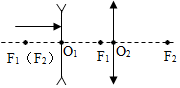 F₁（F₂） O₁ F₁ O₂ F₂